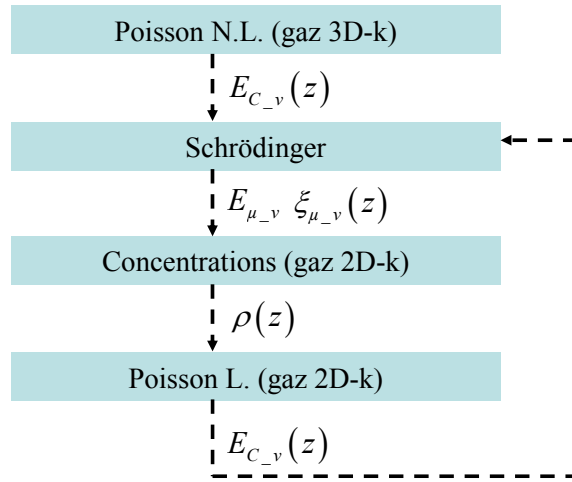 Poisson N.L. (gaz 3D-k)
E_{C_v}(z)
Schrödinger
E_{μ_v} ξ_{μ_v}(z)
Concentrations (gaz 2D-k)
ρ(z)
Poisson L. (gaz 2D-k)
E_{C_v}(z)